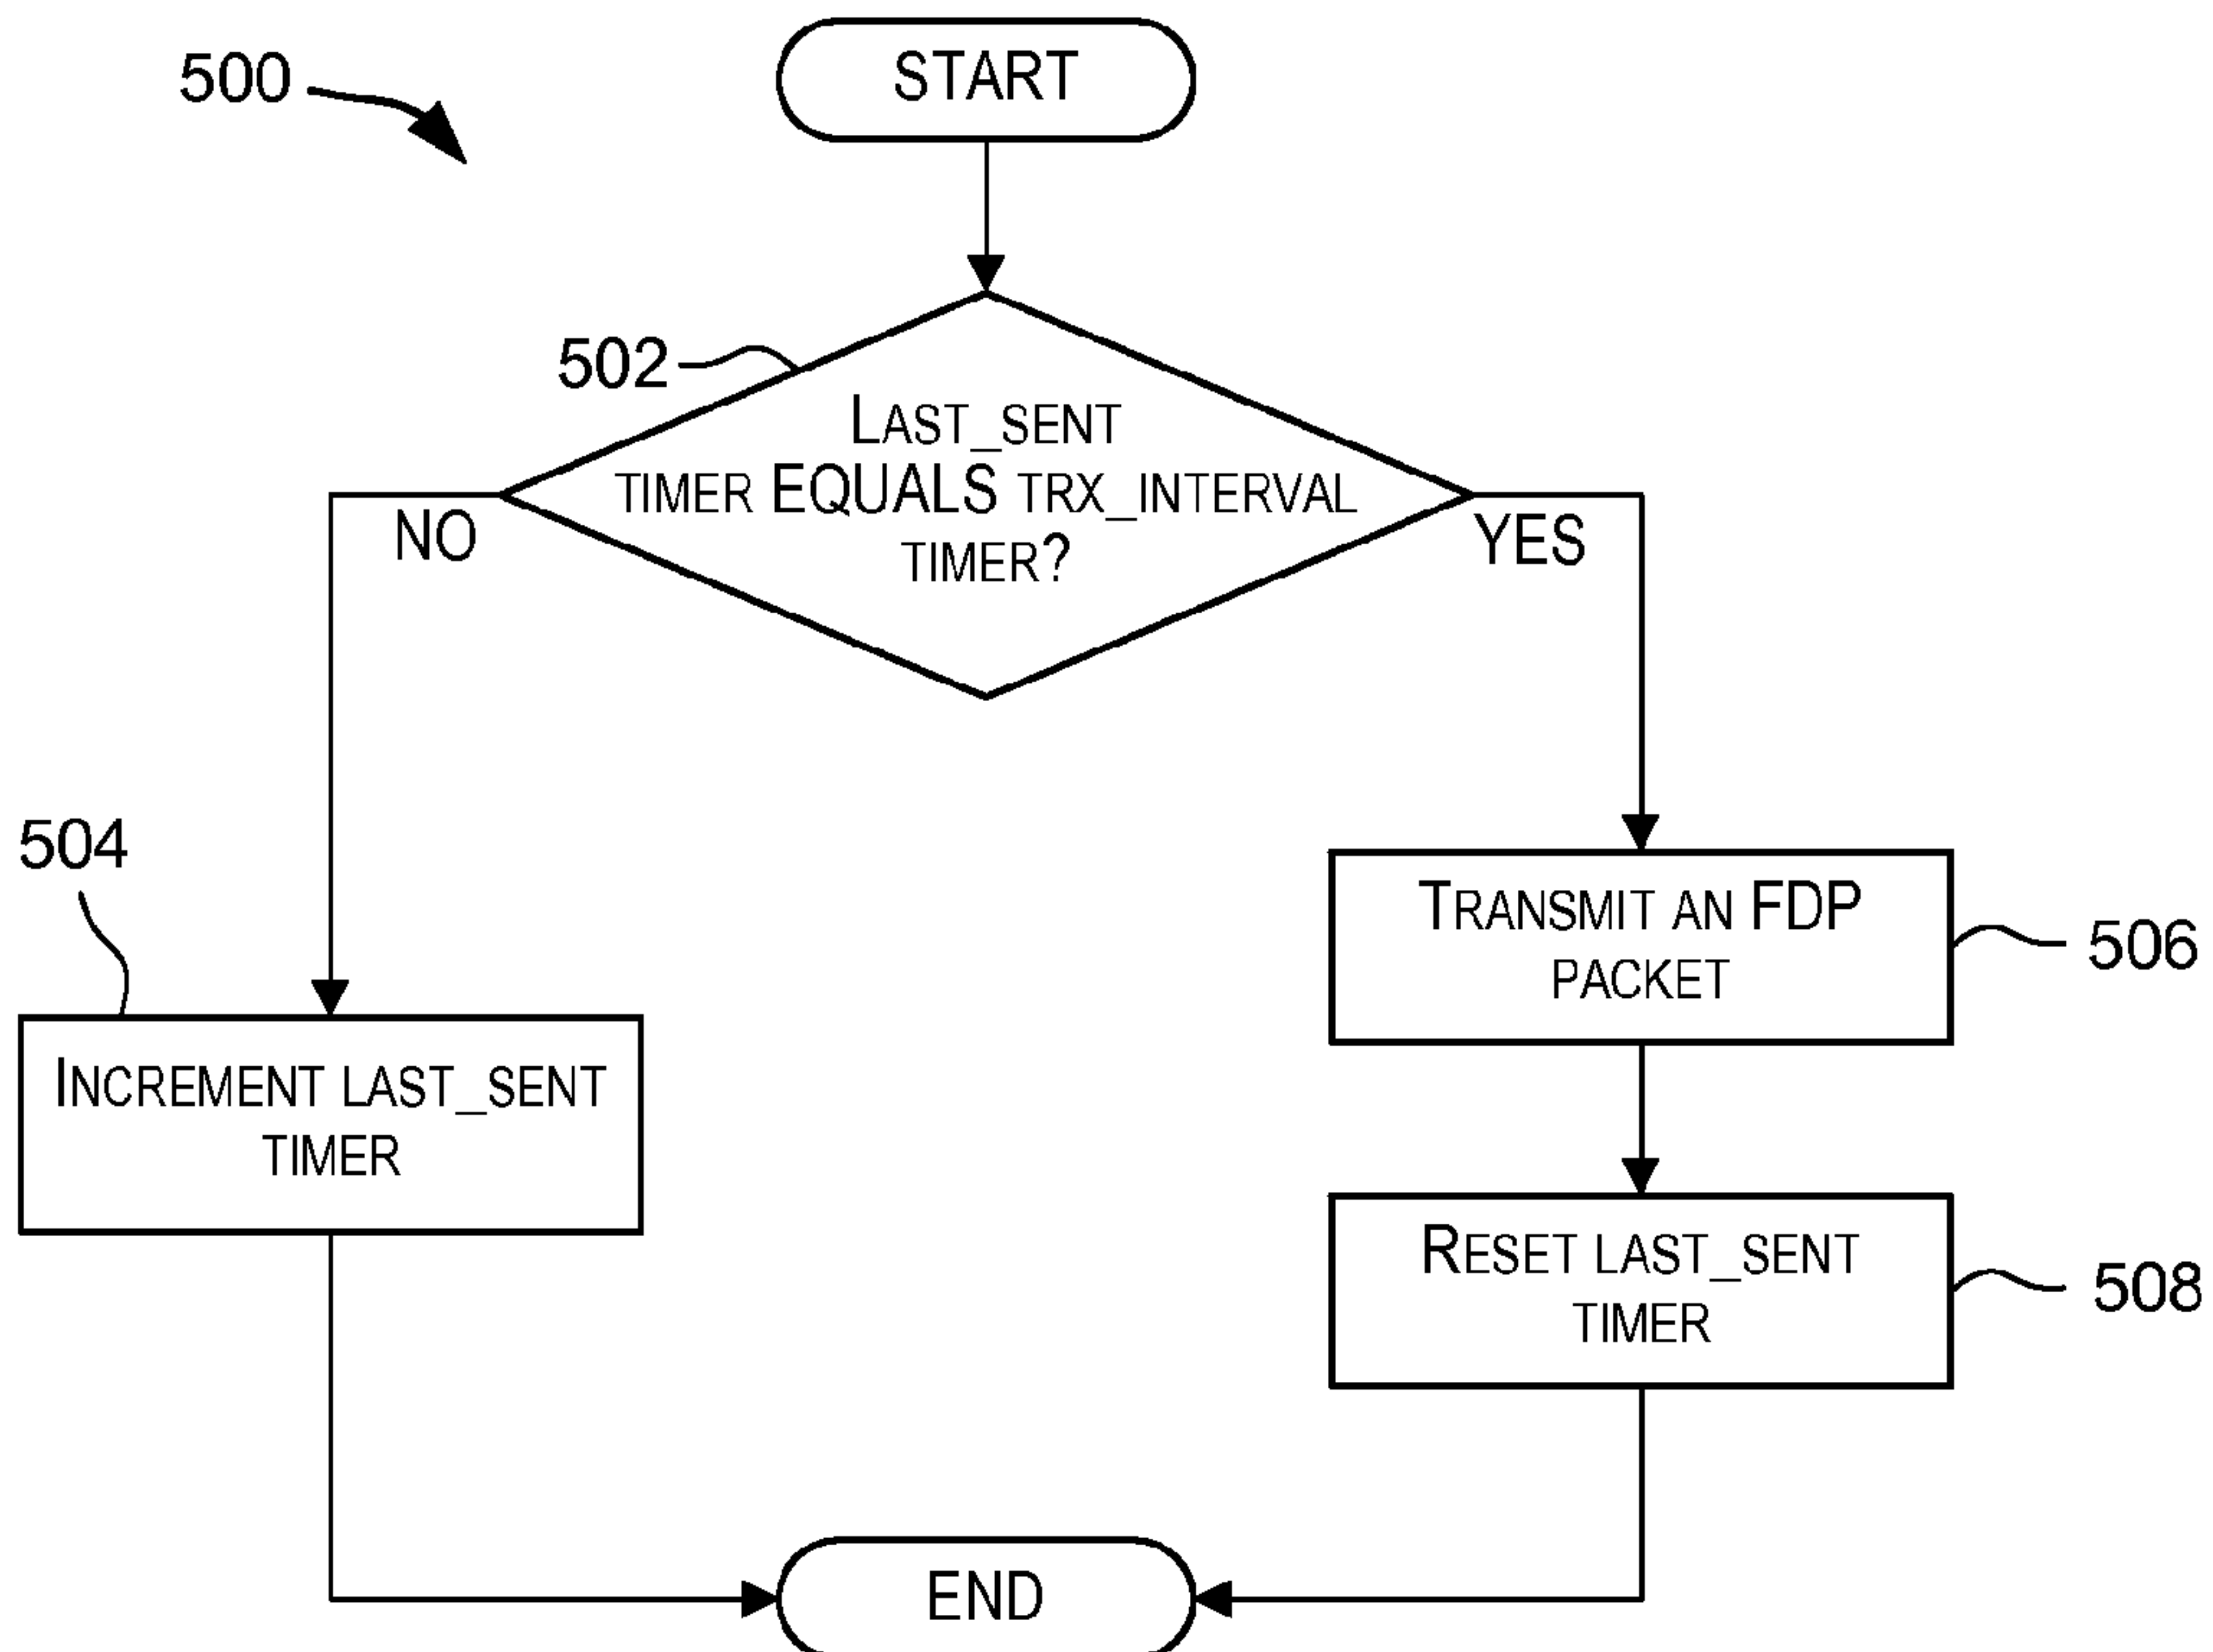 500
START
502
LAST_SENT
TIMER EQUALS TRX_INTERVAL
TIMER?
NO
YES
504
INCREMENT LAST_SENT
TIMER
TRANSMIT AN FDP
PACKET
506
RESET LAST_SENT
TIMER
508
END